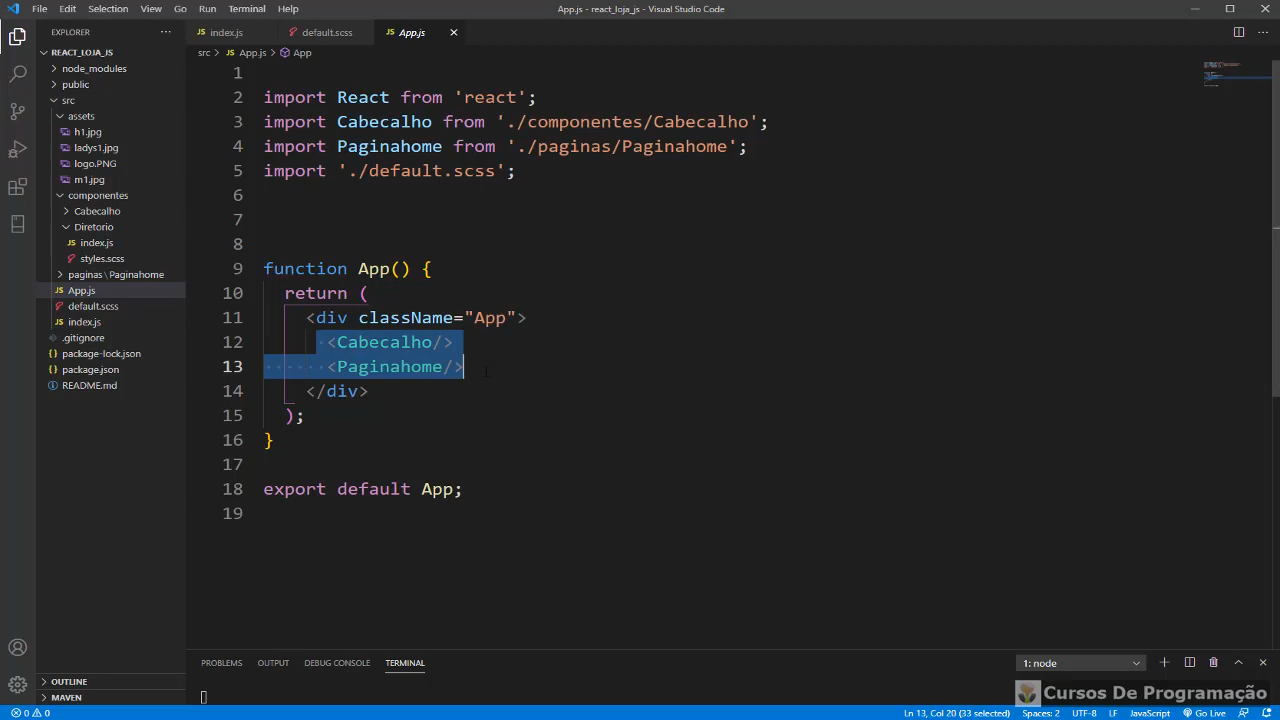 File Edit Selection View Go Run Terminal Help
App.js - react_loja_js - Visual Studio Code
EXPLORER
REACT_LOJA_JS
node_modules
public
src
assets
h1.jpg
ladys1.jpg
logo.PNG
m1.jpg
componentes
Cabecalho
Diretorio
index.js
styles.scss
paginas\Paginahome
App.js
default.scss
index.js
.gitignore
package-lock.json
package.json
README.md
OUTLINE
MAVEN
index.js default.scss App.js
src > App.js > App
1
2 import React from 'react';
3 import Cabecalho from './componentes/Cabecalho';
4 import Paginahome from './paginas/Paginahome';
5 import './default.scss';
6
7
8
9 function App() {
10 return (
11 <div className="App">
12 <Cabecalho/>
13 <Paginahome/>
14 </div>
15 );
16 }
17
18 export default App;
19
PROBLEMS OUTPUT DEBUG CONSOLE TERMINAL
1: node
Cursos De Programação
0 0
Ln 13, Col 20 (33 selected) Spaces: 2 UTF-8 LF JavaScript Go Live